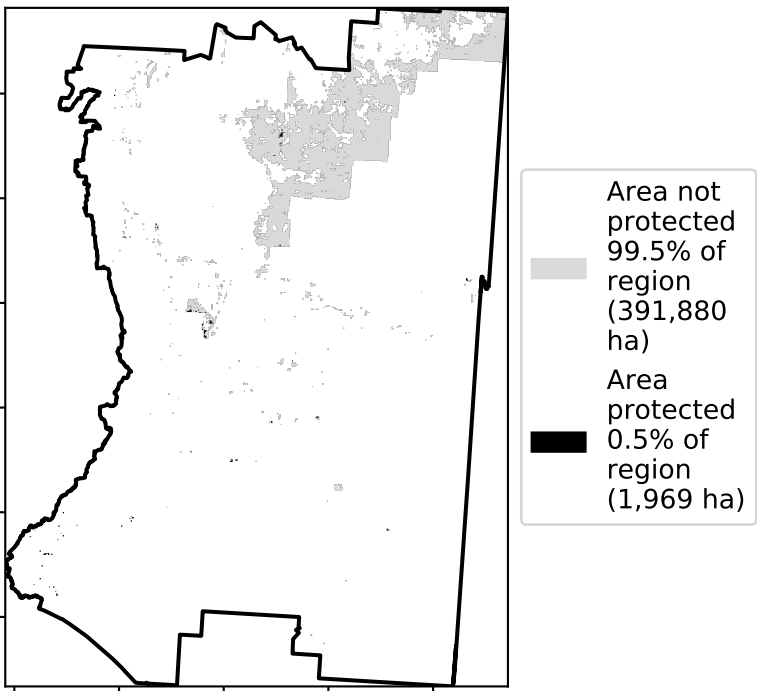 Area not
protected
99.5% of
region
(391,880
ha)
Area
protected
0.5% of
region
(1,969 ha)